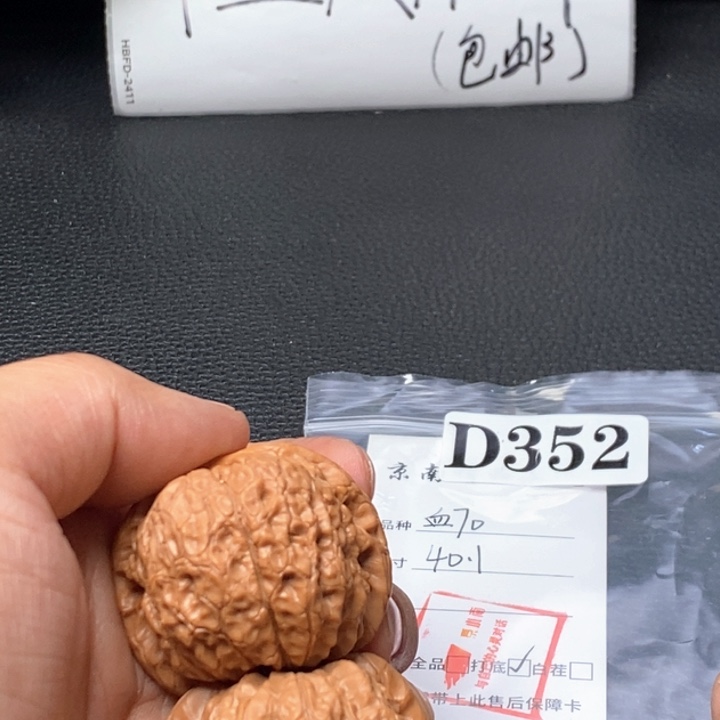 (包邮)
HBFD-2411
D352
京南
品种 血70
寸 40.1
全品□打底☑白茬□
带上此售后保障卡